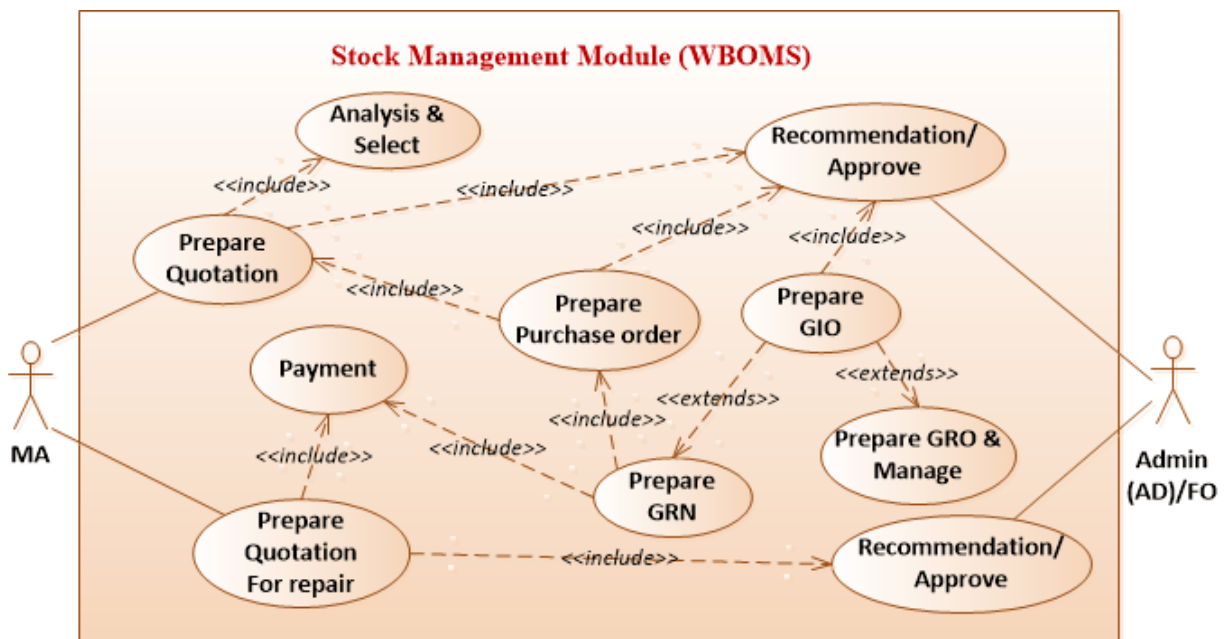 Stock Management Module (WBOMS)
Analysis &
Select
Recommendation/
Approve
<<include>>
<<include>>
<<include>>
<<include>>
Prepare
Quotation
<<include>>
Prepare
Purchase order
Prepare
GIO
Payment
<<extends>>
<<extends>>
<<include>>
MA
<<include>>
<<include>>
Prepare GRO &
Manage
Admin
(AD)/FO
Prepare
GRN
Prepare
Quotation
For repair
<<include>>
Recommendation/
Approve